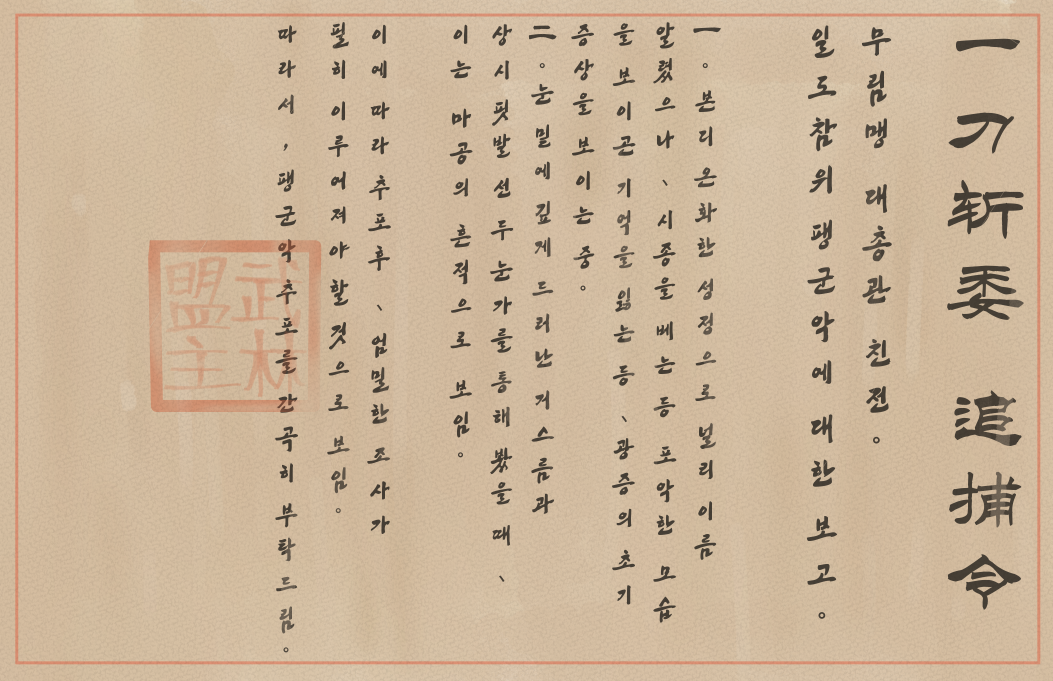 一刀斬委 追捕令
무림맹 대총관 친전。
일도참위 팽군악에 대한 보고。
一。본디 온화한 성정으로 널리 이름
알렸으나、시종을 베는 등 포악한 모습
을 보이곤 기억을 잃는 등、광증의 초기
증상을 보이는 중。
二。눈 밑에 깊게 드러난 거스름과
상시 핏발 선 두 눈가를 통해 봤을 때、
이는 마공의 흔적으로 보임。
이에 따라 추포 후、엄밀한 조사가
필히 이루어져야 할 것으로 보임。
따라서, 팽군악 추포를 간곡히 부탁드림。
武林
盟主